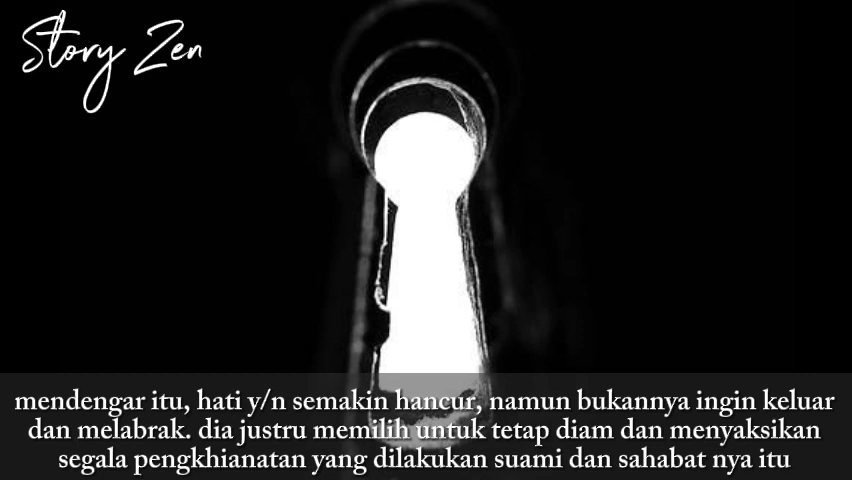 Story Zen
mendengar itu, hati y/n semakin hancur, namun bukannya ingin keluar
dan melabrak. dia justru memilih untuk tetap diam dan menyaksikan
segala pengkhianatan yang dilakukan suami dan sahabat nya itu